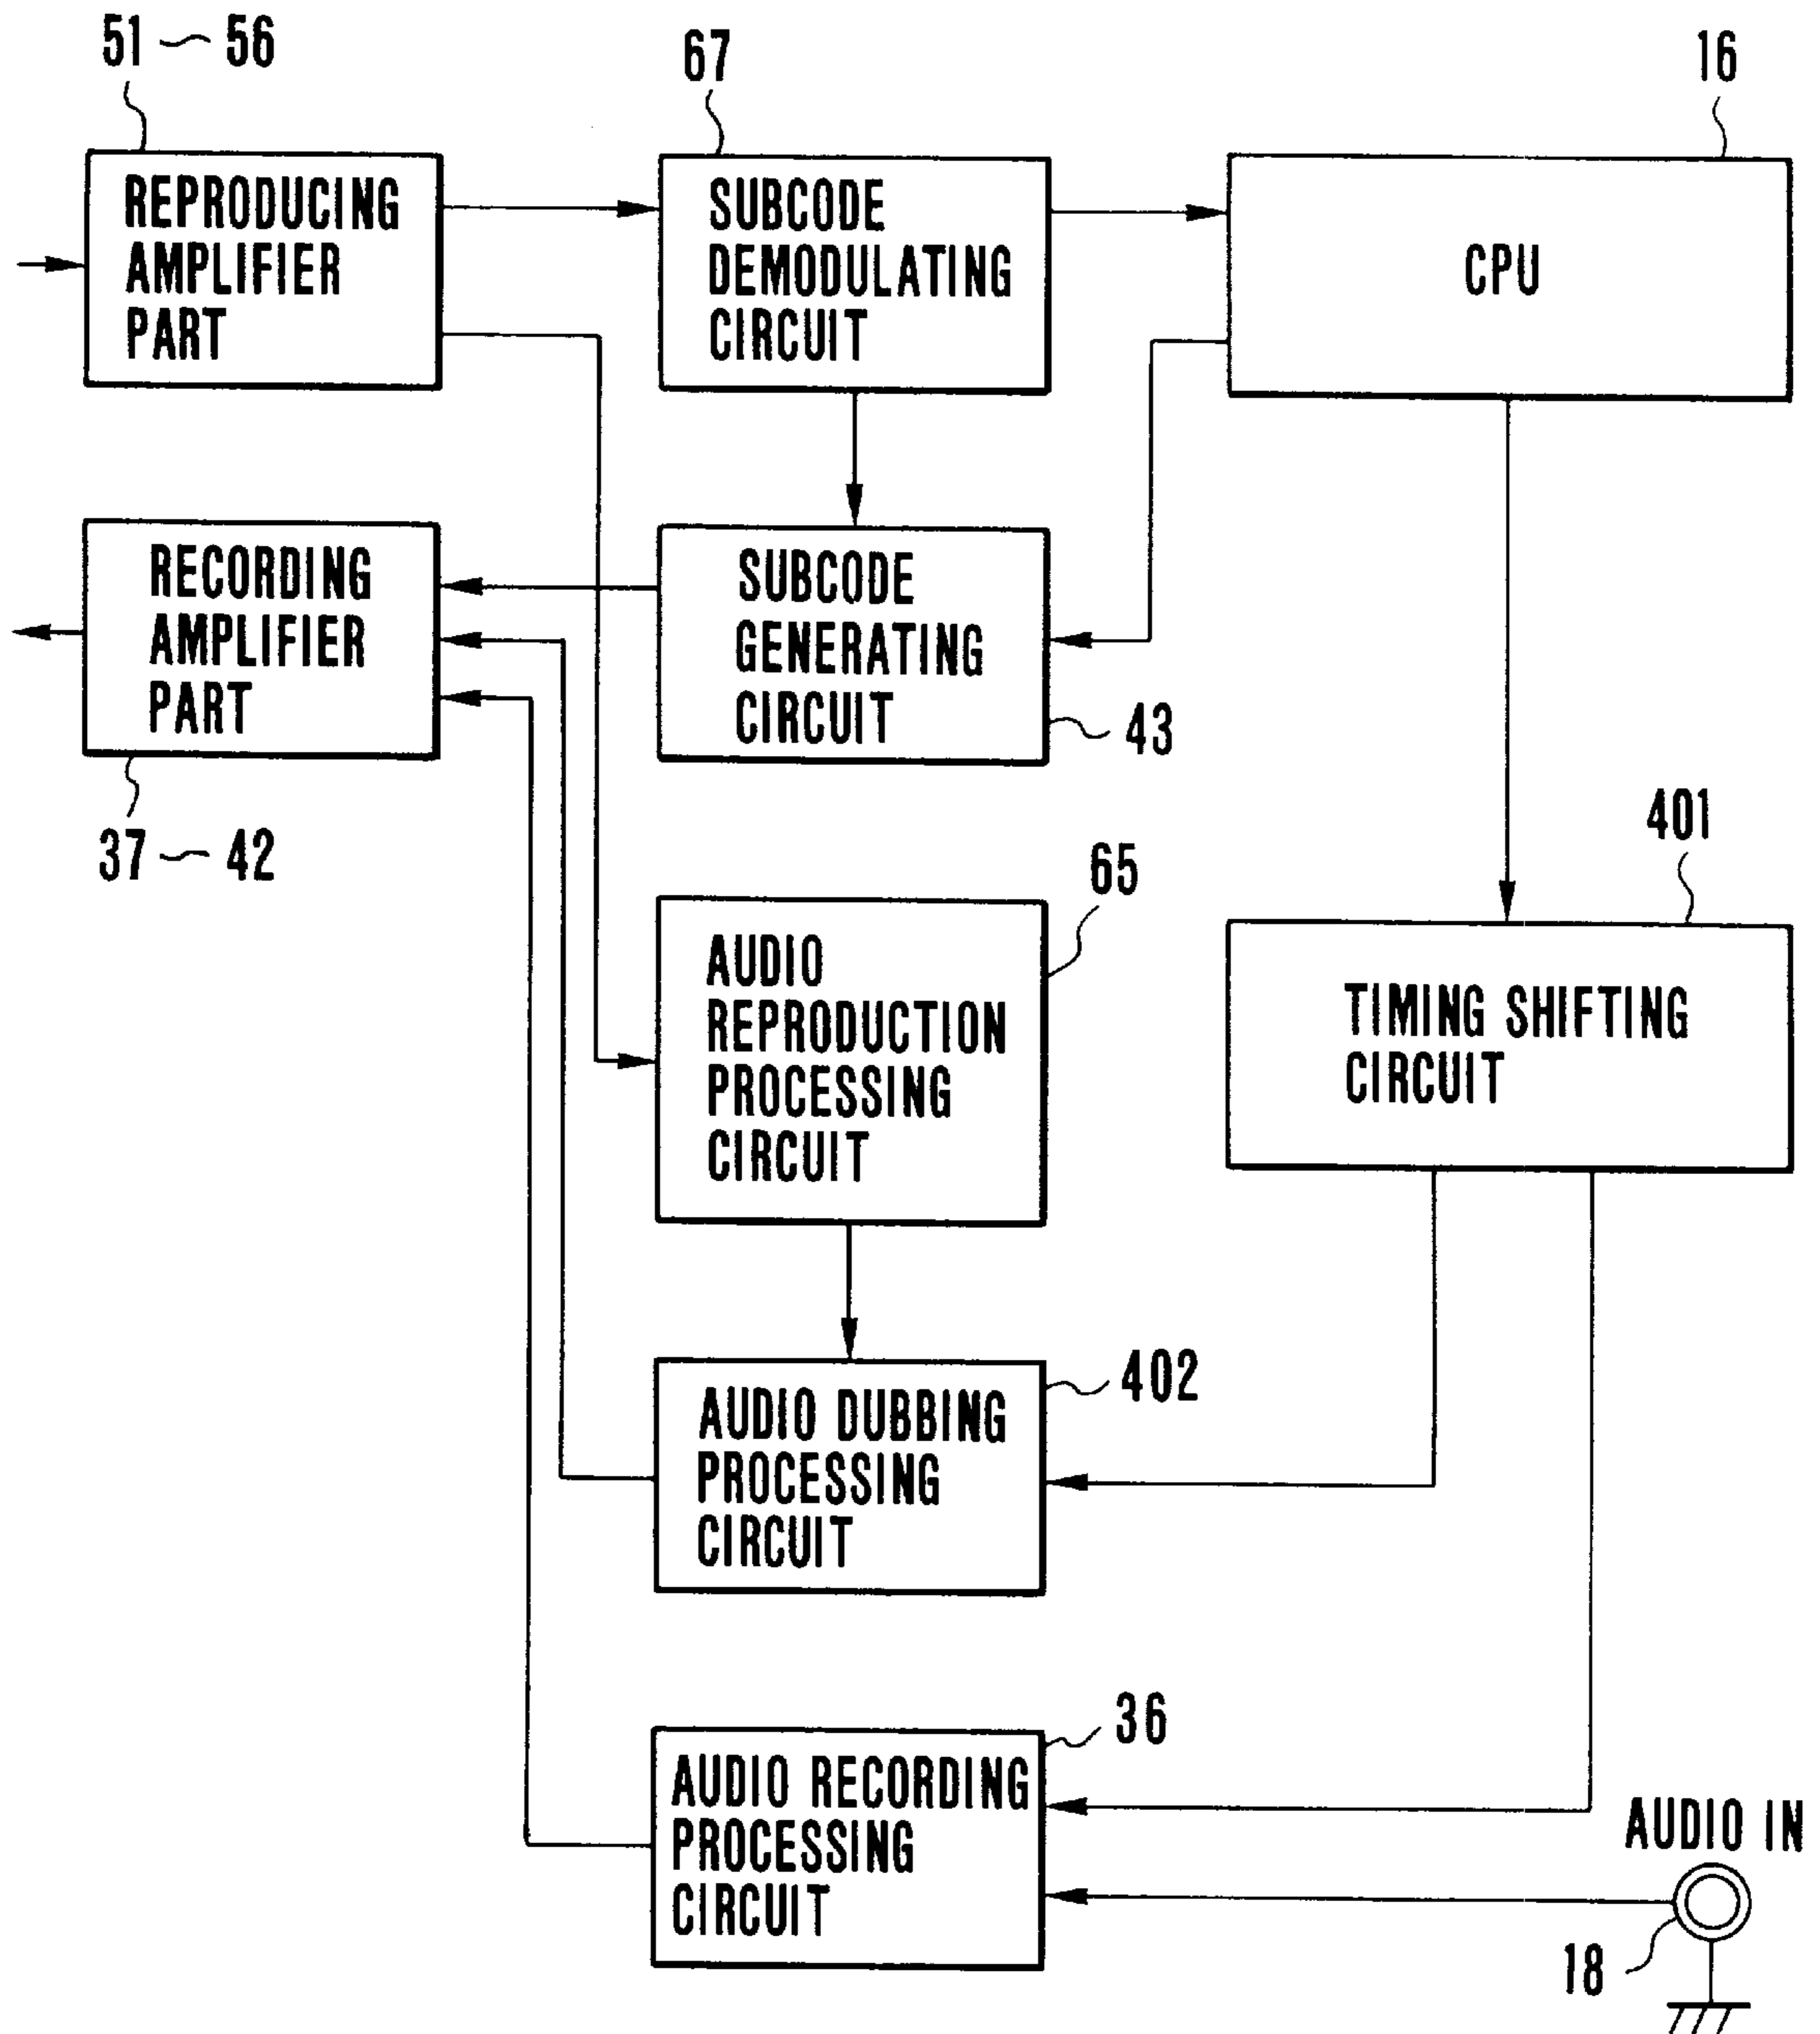 51 ~ 56
67
16
REPRODUCING
AMPLIFIER
PART
SUBCODE
DEMODULATING
CIRCUIT
CPU
RECORDING
AMPLIFIER
PART
SUBCODE
GENERATING
CIRCUIT
43
37 ~ 42
401
65
AUDIO
REPRODUCTION
PROCESSING
CIRCUIT
TIMING SHIFTING
CIRCUIT
402
AUDIO DUBBING
PROCESSING
CIRCUIT
36
AUDIO RECORDING
PROCESSING
CIRCUIT
AUDIO IN
18